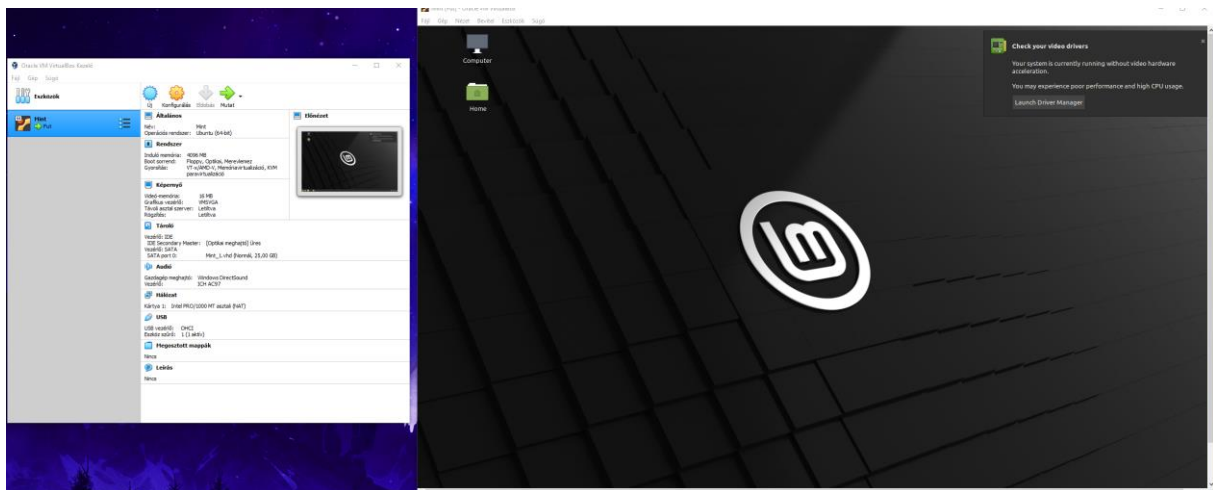 Oracle VM VirtualBox Kezelő
Fájl Gép Súgó
Eszközök
Új Konfigurálás Eldobás Mutat
Mint
Fut
Általános
Név: Mint
Operációs rendszer: Ubuntu (64-bit)
Rendszer
Induló memória: 4096 MB
Boot sorrend: Floppy, Optikai, Merevlemez
Gyorsítás: VT-x/AMD-V, Memóriavirtualizáció, KVM
paravirtualizáció
Képernyő
Videó memória: 16 MB
Grafikus vezérlő: VMSVGA
Távoli asztal szerver: Letiltva
Rögzítés: Letiltva
Tároló
Vezérlő: IDE
IDE Secondary Master: [Optikai meghajtó] Üres
Vezérlő: SATA
SATA port 0: Mint_1.vhd (Normál, 25,00 GB)
Audió
Gazdagép meghajtó: Windows DirectSound
Vezérlő: ICH AC97
Hálózat
Kártya 1: Intel PRO/1000 MT asztali (NAT)
USB
USB vezérlő: OHCI
Eszköz szűrő: 1 (1 aktív)
Megosztott mappák
Nincs
Leírás
Nincs
Előnézet
Fájl Gép Nézet Bevitel Eszközök Súgó
Computer
Home
Check your video drivers
Your system is currently running without video hardware
acceleration.
You may experience poor performance and high CPU usage.
Launch Driver Manager